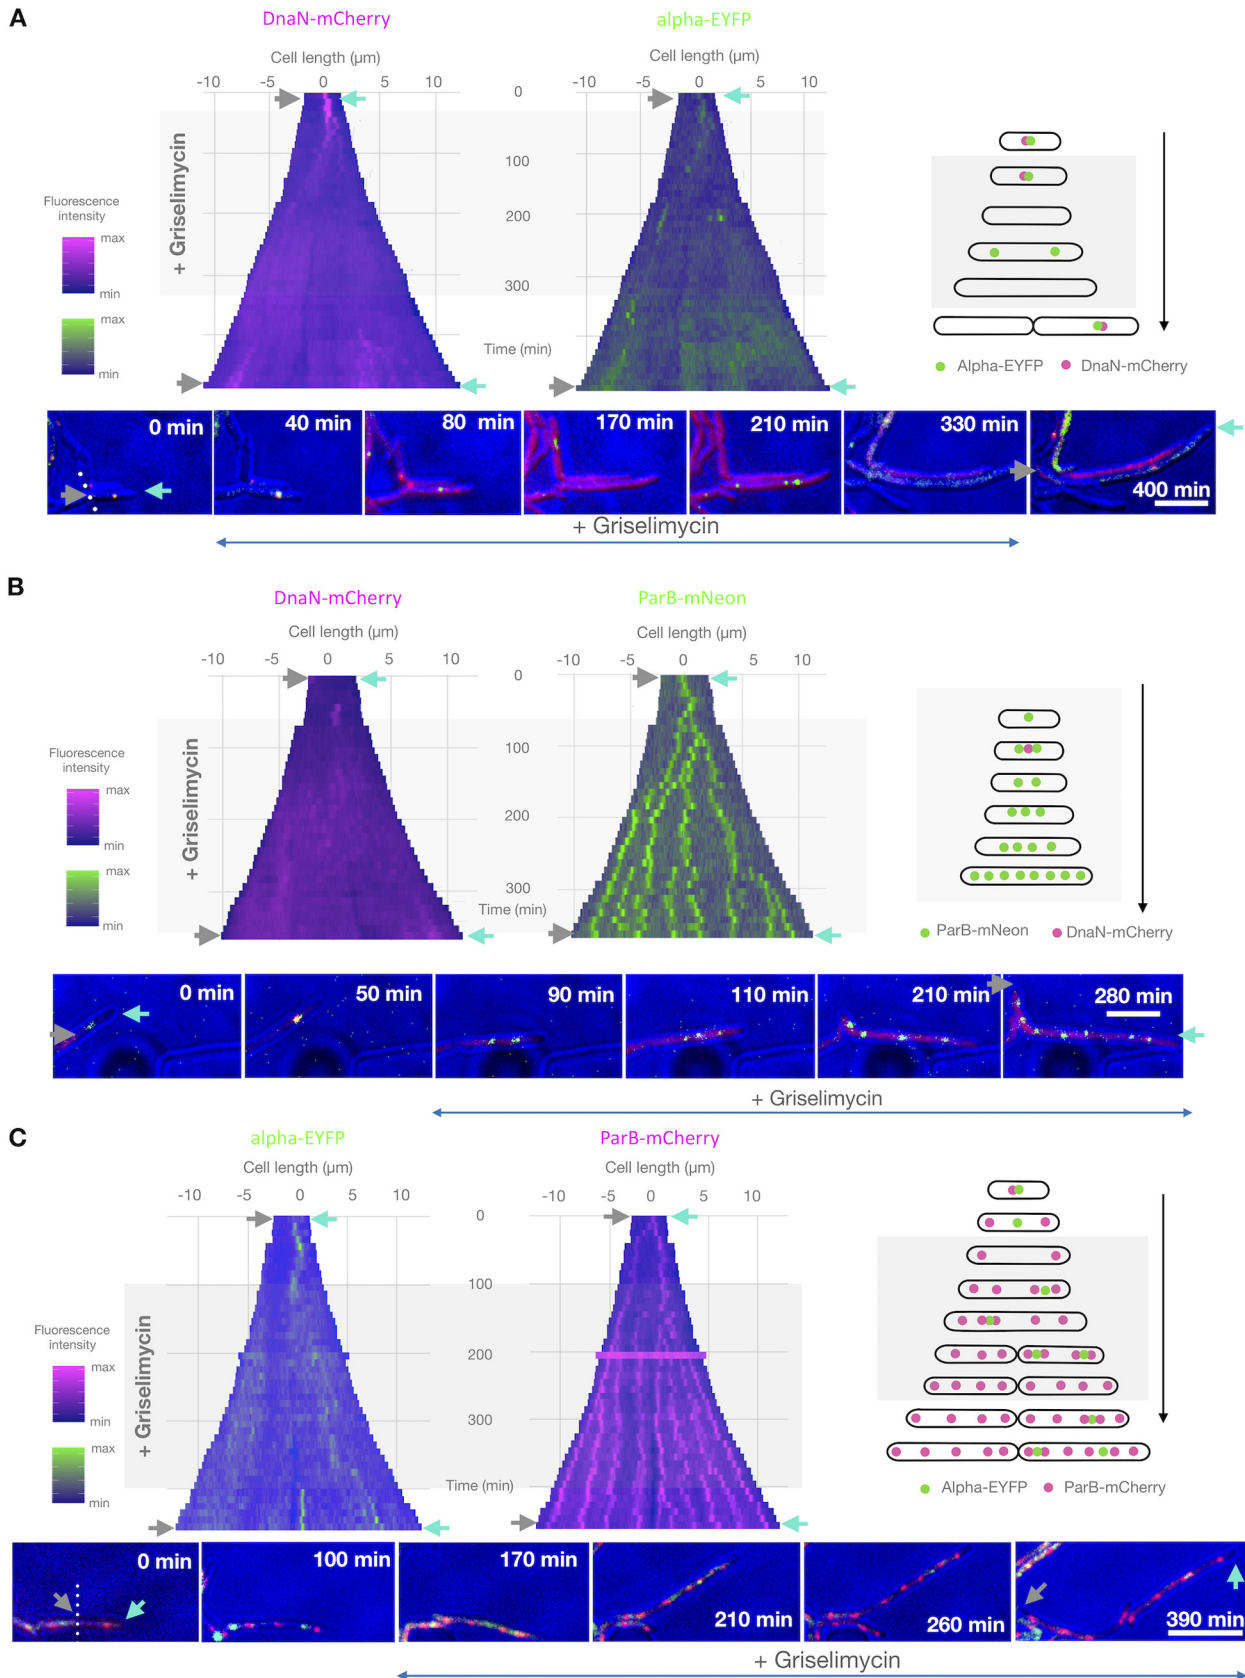 A
DnaN-mCherry
alpha-EYFP
Cell length (µm)
Cell length (µm)
-10 -5 0 5 10
-10 -5 0 5 10
0
100
200
300
Time (min)
+ Griselimycin
Fluorescence
intensity
max
min
max
min
Alpha-EYFP DnaN-mCherry
0 min
40 min
80 min
170 min
210 min
330 min
400 min
+ Griselimycin
B
DnaN-mCherry
ParB-mNeon
Cell length (µm)
Cell length (µm)
-10 -5 0 5 10
-10 -5 0 5 10
0
100
200
300
Time (min)
+ Griselimycin
Fluorescence
intensity
max
min
max
min
ParB-mNeon DnaN-mCherry
0 min
50 min
90 min
110 min
210 min
280 min
+ Griselimycin
C
alpha-EYFP
ParB-mCherry
Cell length (µm)
Cell length (µm)
-10 -5 0 5 10
-10 -5 0 5 10
0
100
200
300
Time (min)
+ Griselimycin
Fluorescence
intensity
max
min
max
min
Alpha-EYFP ParB-mCherry
0 min
100 min
170 min
210 min
260 min
390 min
+ Griselimycin